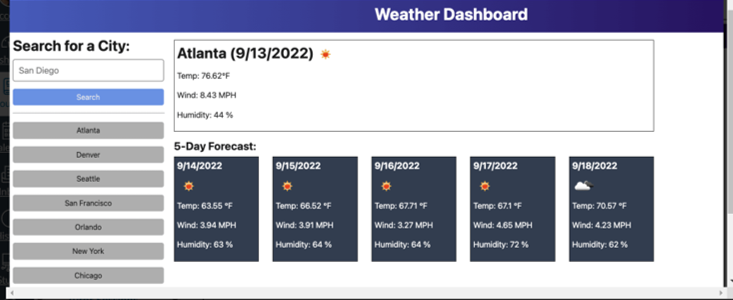 Weather Dashboard
Search for a City:
San Diego
Search
Atlanta
Denver
Seattle
San Francisco
Orlando
New York
Chicago
Atlanta (9/13/2022)
Temp: 76.62°F
Wind: 8.43 MPH
Humidity: 44 %
5-Day Forecast:
9/14/2022
Temp: 63.55 °F
Wind: 3.94 MPH
Humidity: 63 %
9/15/2022
Temp: 66.52 °F
Wind: 3.91 MPH
Humidity: 64 %
9/16/2022
Temp: 67.71 °F
Wind: 3.27 MPH
Humidity: 64 %
9/17/2022
Temp: 67.1 °F
Wind: 4.65 MPH
Humidity: 72 %
9/18/2022
Temp: 70.57 °F
Wind: 4.23 MPH
Humidity: 62 %